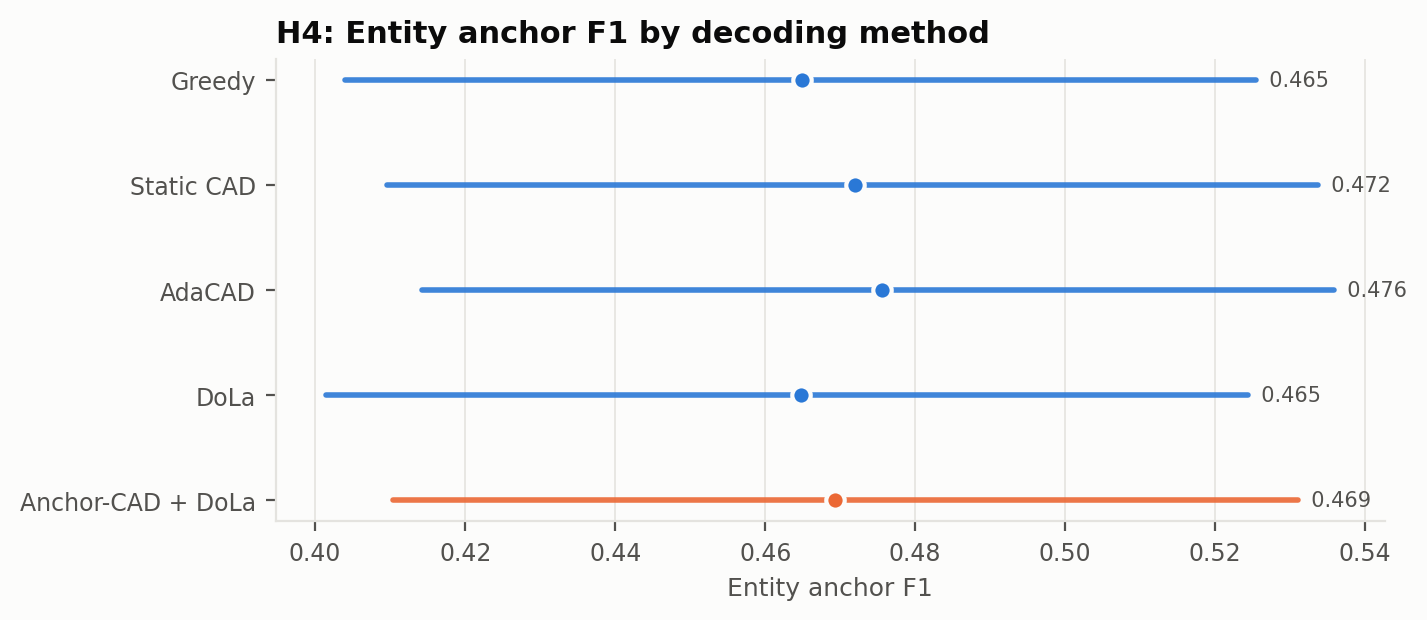 H4: Entity anchor F1 by decoding method
Greedy
0.465
Static CAD
0.472
AdaCAD
0.476
DoLa
0.465
Anchor-CAD + DoLa
0.469
0.40 0.42 0.44 0.46 0.48 0.50 0.52 0.54
Entity anchor F1